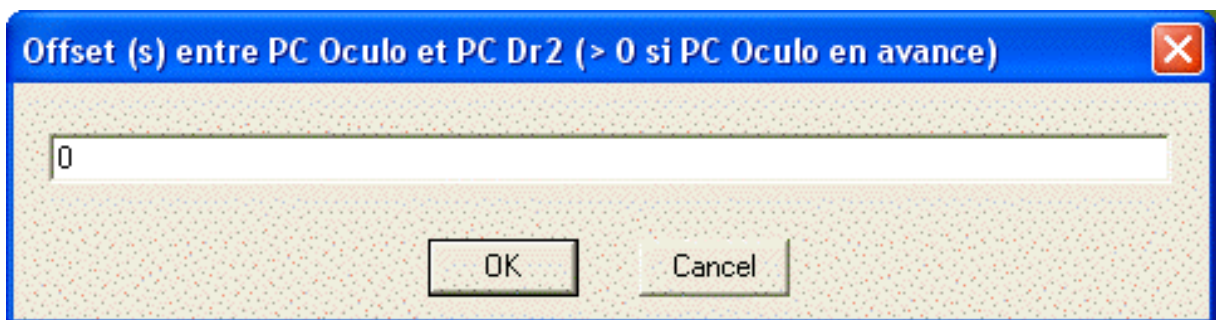 Offset (s) entre PC Oculo et PC Dr2 (> 0 si PC Oculo en avance)
0
OK Cancel